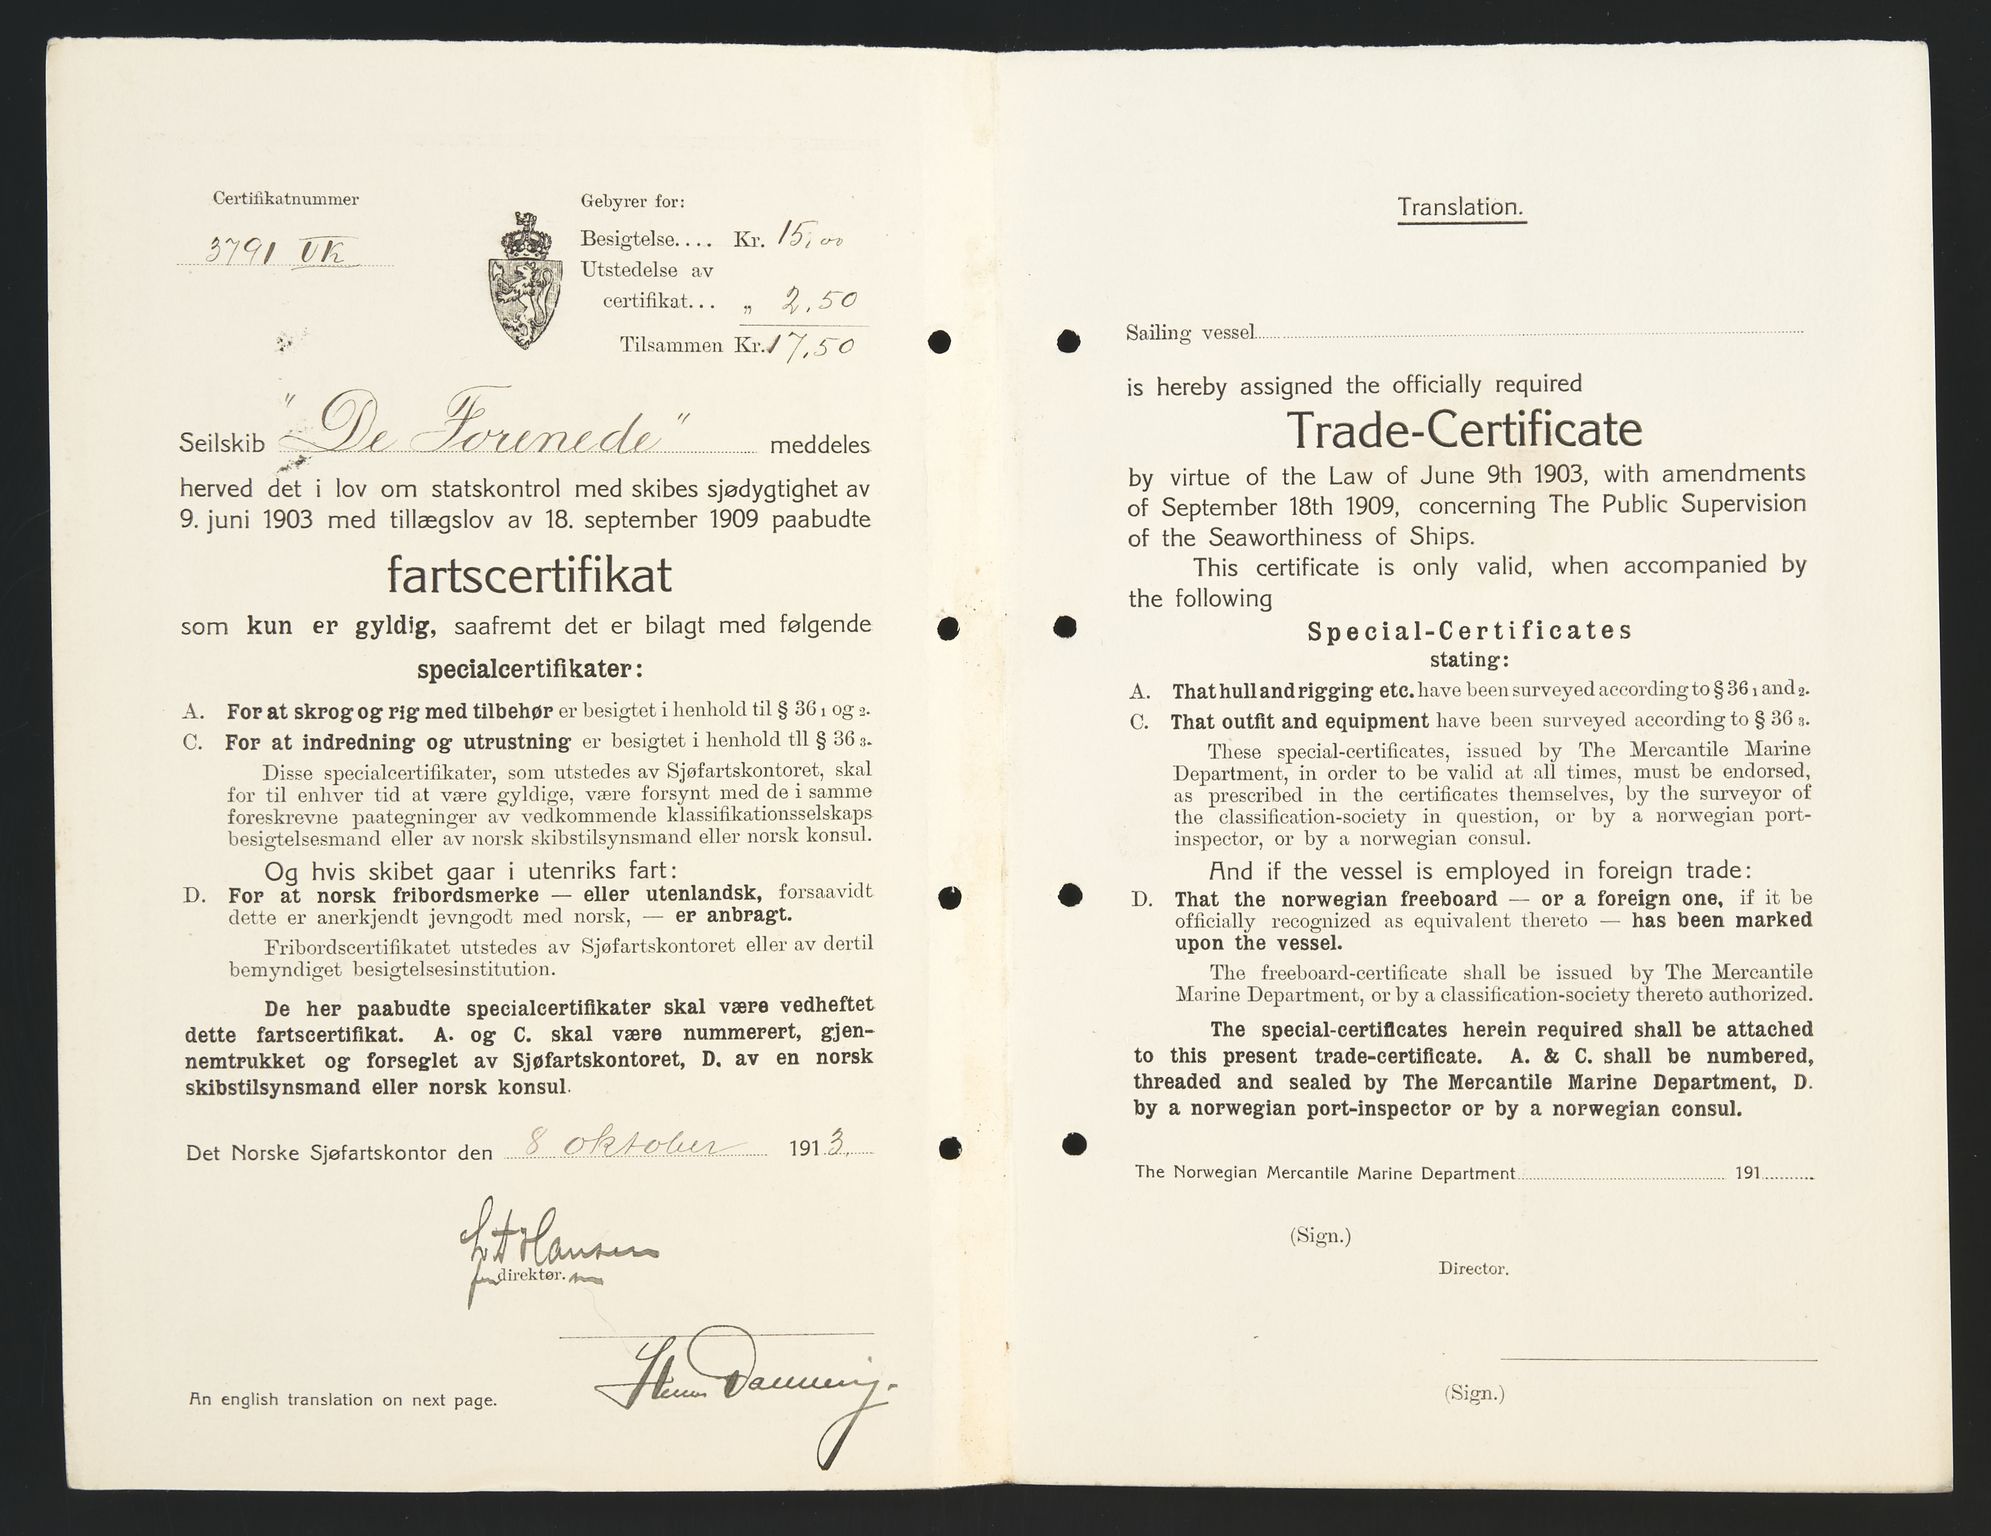 Certifikatnummer
3791 VK
Gebyrer for:
Besigtelse.... Kr. 15,00
Utstedelse av
certifikat... „ 2,50
Tilsammen Kr. 17,50
Seilskib "De Forenede" meddeles
herved det i lov om statskontrol med skibes sjødygtighet av
9. juni 1903 med tillægslov av 18. september 1909 paabudte
fartscertifikat
som kun er gyldig, saafremt det er bilagt med følgende
specialcertifikater:
A. For at skrog og rig med tilbehør er besigtet i henhold til § 36 1 og 2.
C. For at indredning og utrustning er besigtet i henhold tll § 36 3.
Disse specialcertifikater, som utstedes av Sjøfartskontoret, skal
for til enhver tid at være gyldige, være forsynt med de i samme
foreskrevne paategninger av vedkommende klassifikationsselskaps
besigtelsesmand eller av norsk skibstilsynsmand eller norsk konsul.
Og hvis skibet gaar i utenriks fart:
D. For at norsk fribordsmerke — eller utenlandsk, forsaavidt
dette er anerkjendt jevngodt med norsk, — er anbragt.
Fribordscertifikatet utstedes av Sjøfartskontoret eller av dertil
bemyndiget besigtelsesinstitution.
De her paabudte specialcertifikater skal være vedheftet
dette fartscertifikat. A. og C. skal være nummerert, gjen-
nemtrukket og forseglet av Sjøfartskontoret, D. av en norsk
skibstilsynsmand eller norsk konsul.
Det Norske Sjøfartskontor den 8 oktober 1913.
Hansen
direktør.
An english translation on next page.
Translation.
Sailing vessel
is hereby assigned the officially required
Trade-Certificate
by virtue of the Law of June 9th 1903, with amendments
of September 18th 1909, concerning The Public Supervision
of the Seaworthiness of Ships.
This certificate is only valid, when accompanied by
the following
Special-Certificates
stating:
A. That hull and rigging etc. have been surveyed according to § 36 1 and 2.
C. That outfit and equipment have been surveyed according to § 36 3.
These special-certificates, issued by The Mercantile Marine
Department, in order to be valid at all times, must be endorsed,
as prescribed in the certificates themselves, by the surveyor of
the classification-society in question, or by a norwegian port-
inspector, or by a norwegian consul.
And if the vessel is employed in foreign trade:
D. That the norwegian freeboard — or a foreign one, if it be
officially recognized as equivalent thereto — has been marked
upon the vessel.
The freeboard-certificate shall be issued by The Mercantile
Marine Department, or by a classification-society thereto authorized.
The special-certificates herein required shall be attached
to this present trade-certificate. A. & C. shall be numbered,
threaded and sealed by The Mercantile Marine Department, D.
by a norwegian port-inspector or by a norwegian consul.
The Norwegian Mercantile Marine Department 191
(Sign.)
Director.
(Sign.)